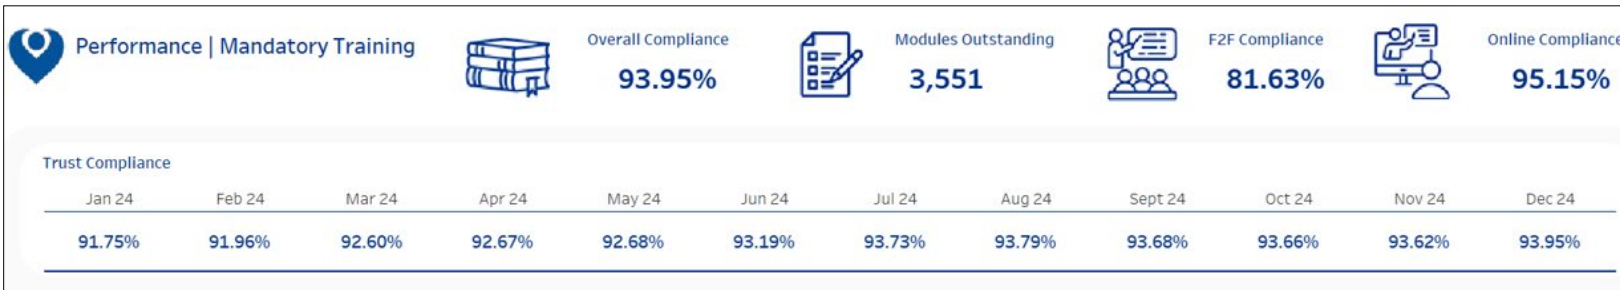 Performance | Mandatory Training
Overall Compliance
93.95%
Modules Outstanding
3,551
F2F Compliance
81.63%
Online Compliance
95.15%
Trust Compliance
Jan 24 Feb 24 Mar 24 Apr 24 May 24 Jun 24 Jul 24 Aug 24 Sept 24 Oct 24 Nov 24 Dec 24
91.75% 91.96% 92.60% 92.67% 92.68% 93.19% 93.73% 93.79% 93.68% 93.66% 93.62% 93.95%